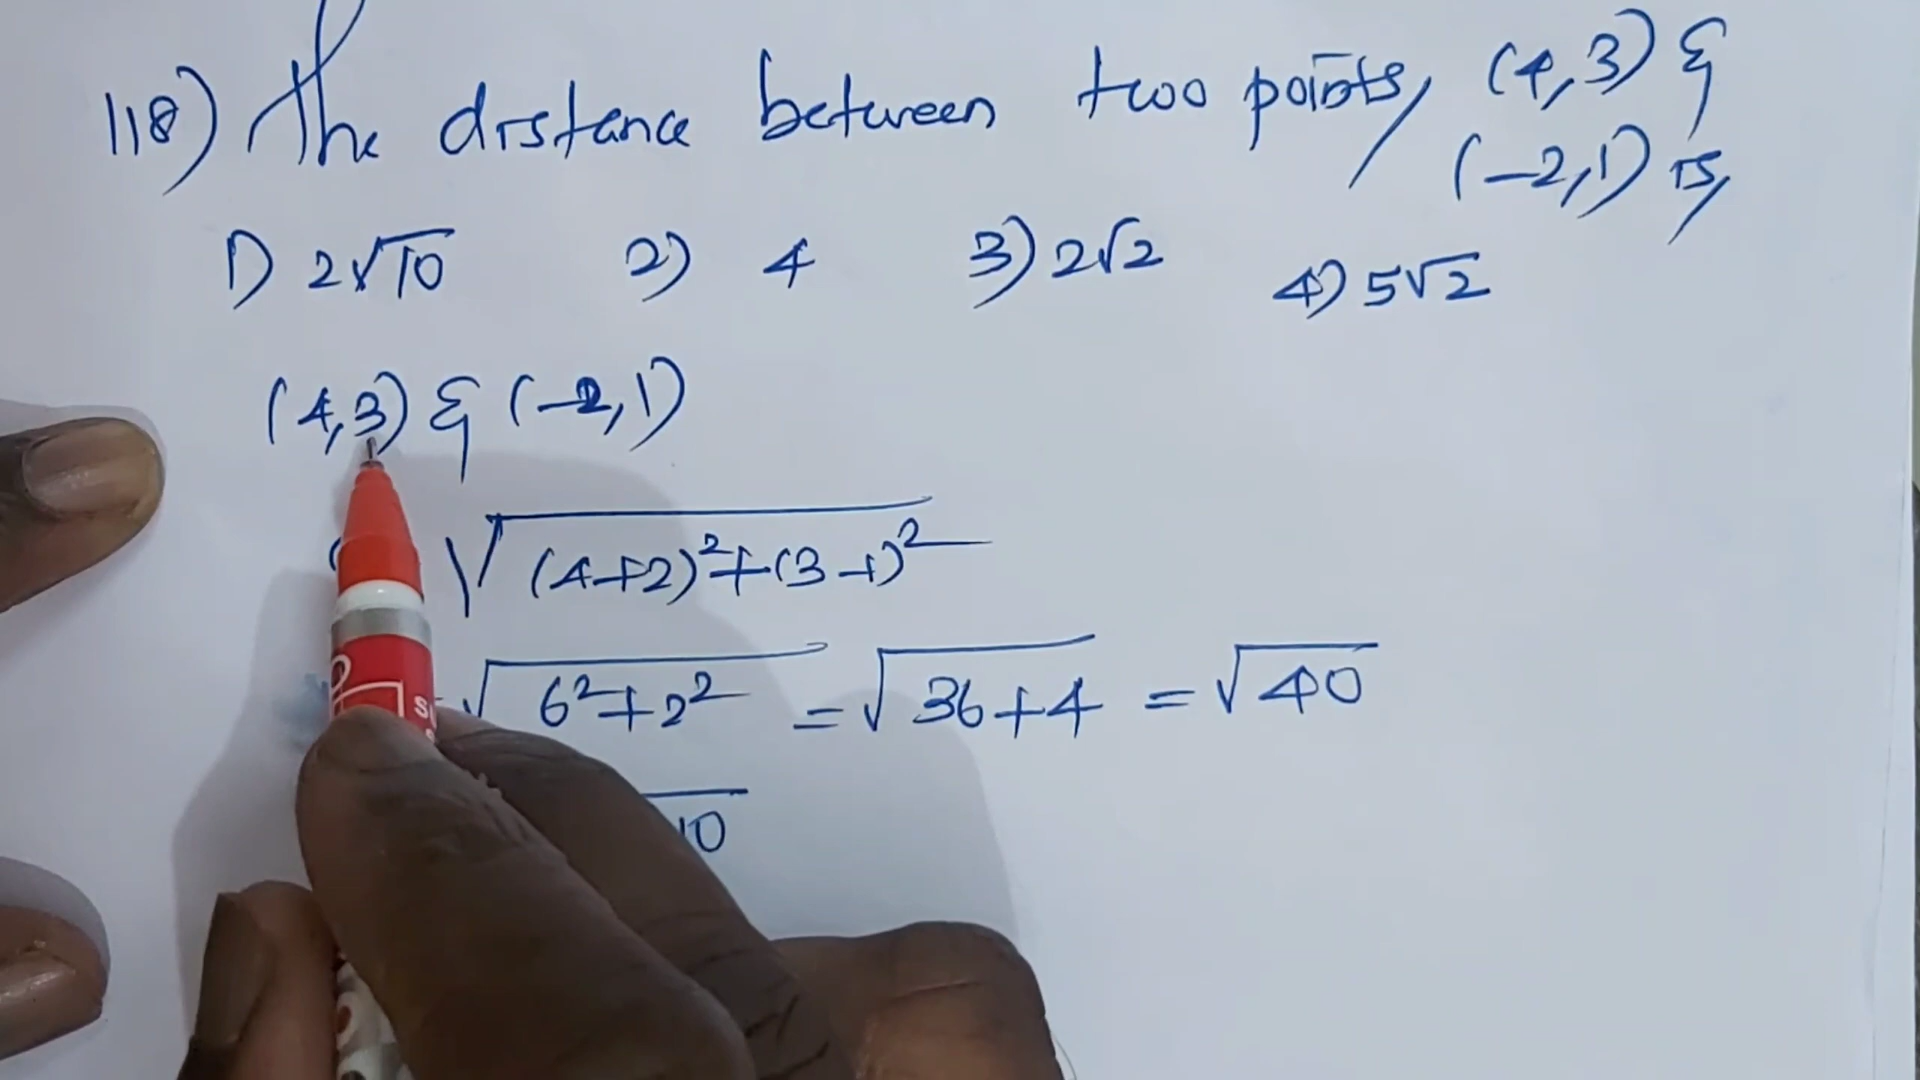 118) The distance between two points, (4,3) &
(-2,1) is,
1) 2√10 2) 4 3) 2√2 4) 5√2
(4,3) & (-2,1)
√(4+2)²+(3-1)²
√6²+2² = √36+4 = √40
10